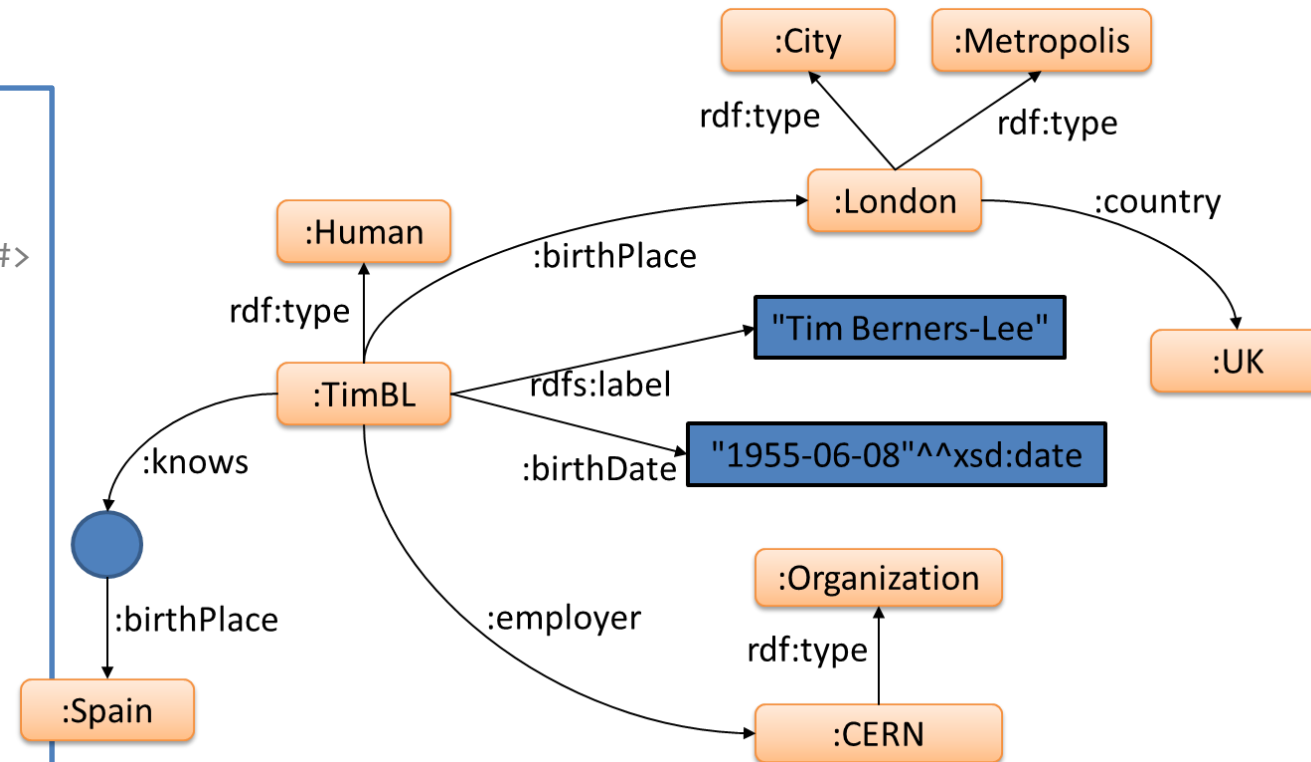 :City
:Metropolis
rdf:type
rdf:type
:London
:country
#>
:Human
:birthPlace
rdf:type
"Tim Berners-Lee"
:UK
:TimBL
rdfs:label
:knows
:birthDate
"1955-06-08"^^xsd:date
:Organization
:birthPlace
:employer
rdf:type
:Spain
:CERN